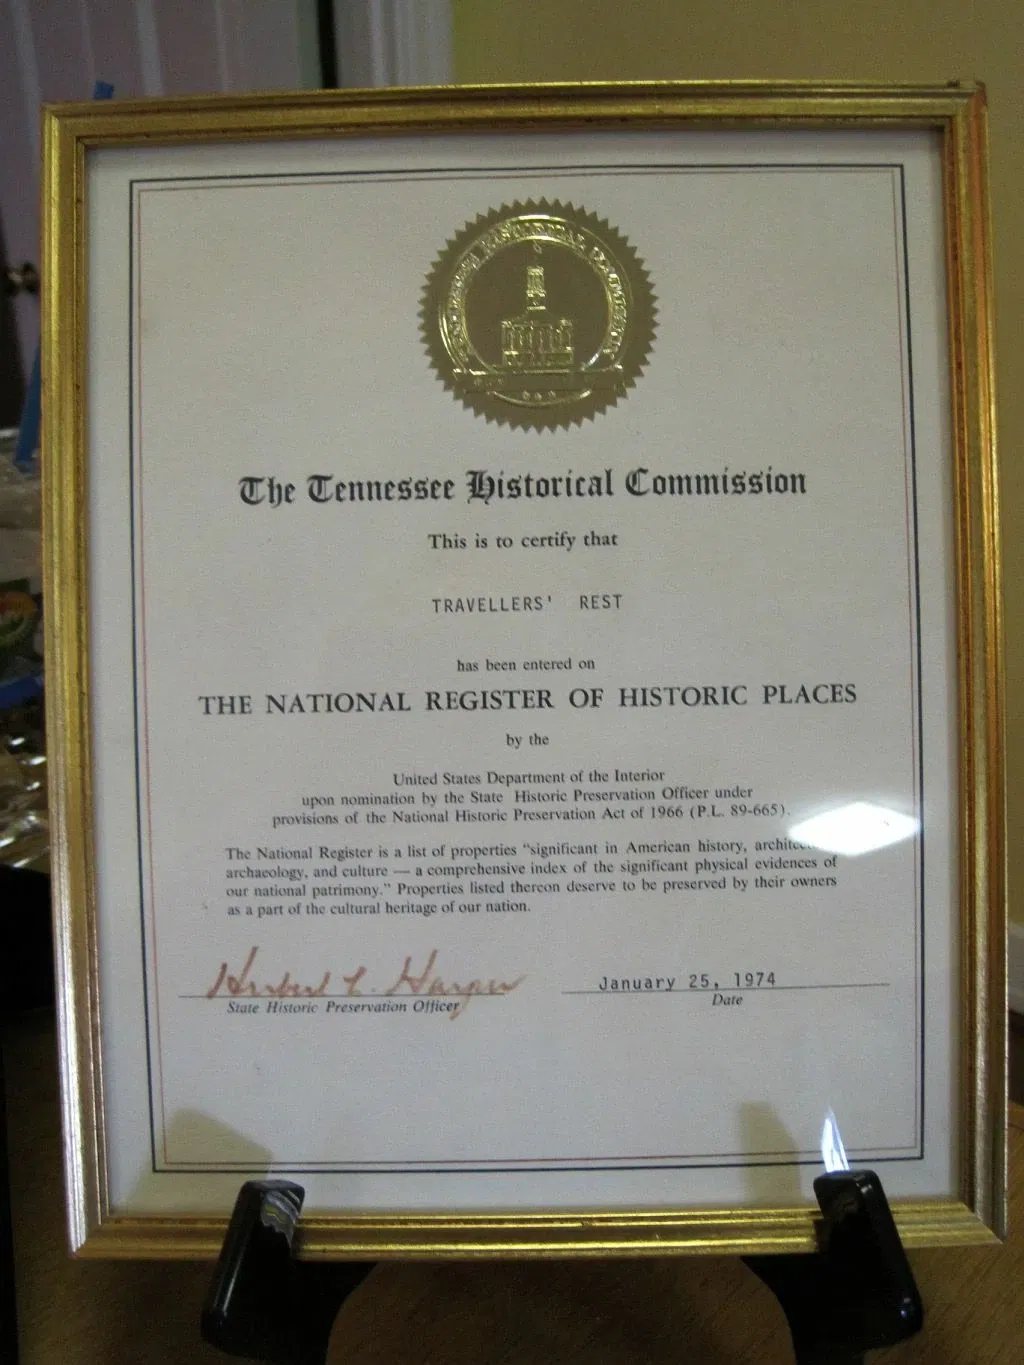 The Tennessee Historical Commission
This is to certify that
TRAVELLERS' REST
has been entered on
THE NATIONAL REGISTER OF HISTORIC PLACES
by the
United States Department of the Interior
upon nomination by the State Historic Preservation Officer under
provisions of the National Historic Preservation Act of 1966 (P.L. 89-665).
The National Register is a list of properties "significant in American history,
archaeology, and culture — a comprehensive index of the significant physical evidences of
our national patrimony." Properties listed thereon deserve to be preserved by their owners
as a part of the cultural heritage of our nation.
Herbert L. Harper January 25, 1974
State Historic Preservation Officer Date